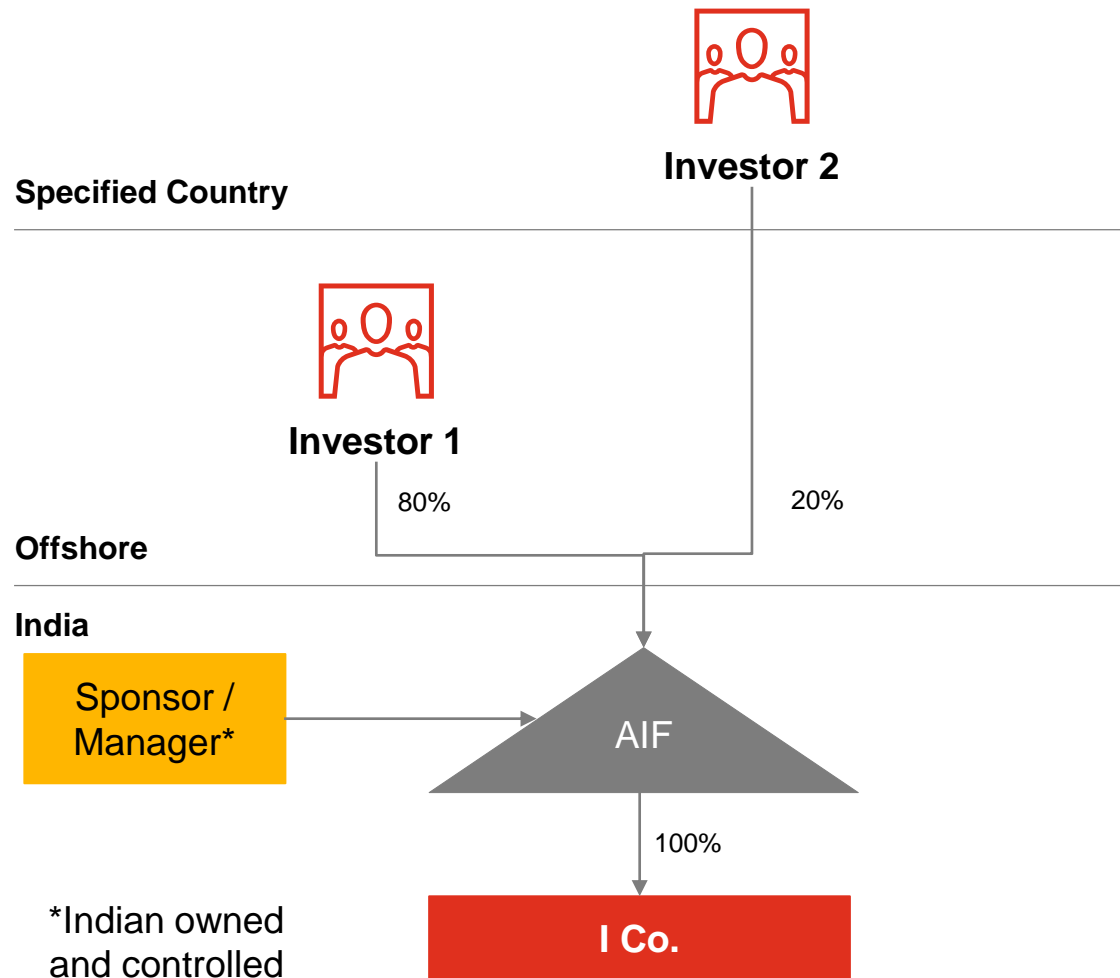 Investor 2
Specified Country
Investor 1
80%
20%
Offshore
India
Sponsor /
Manager*
AIF
100%
*Indian owned
and controlled
I Co.